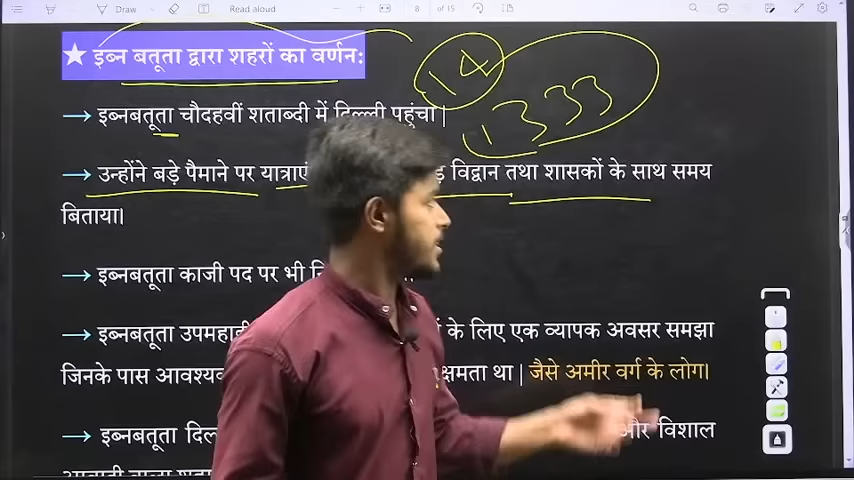 Draw
Read aloud
8 of 15
★ इब्न बतूता द्वारा शहरों का वर्णन:
14
1333
→ इब्नबतूता चौदहवीं शताब्दी में दिल्ली पहुंचा|
→ उन्होंने बड़े पैमाने पर यात्राएं विद्वान तथा शासकों के साथ समय
बिताया।
→ इब्नबतूता काजी पद पर भी
→ इब्नबतूता के लिए एक व्यापक अवसर समझा
जिनके पास क्षमता था | जैसे अमीर वर्ग के लोग।
→ इब्नबतूता और विशाल